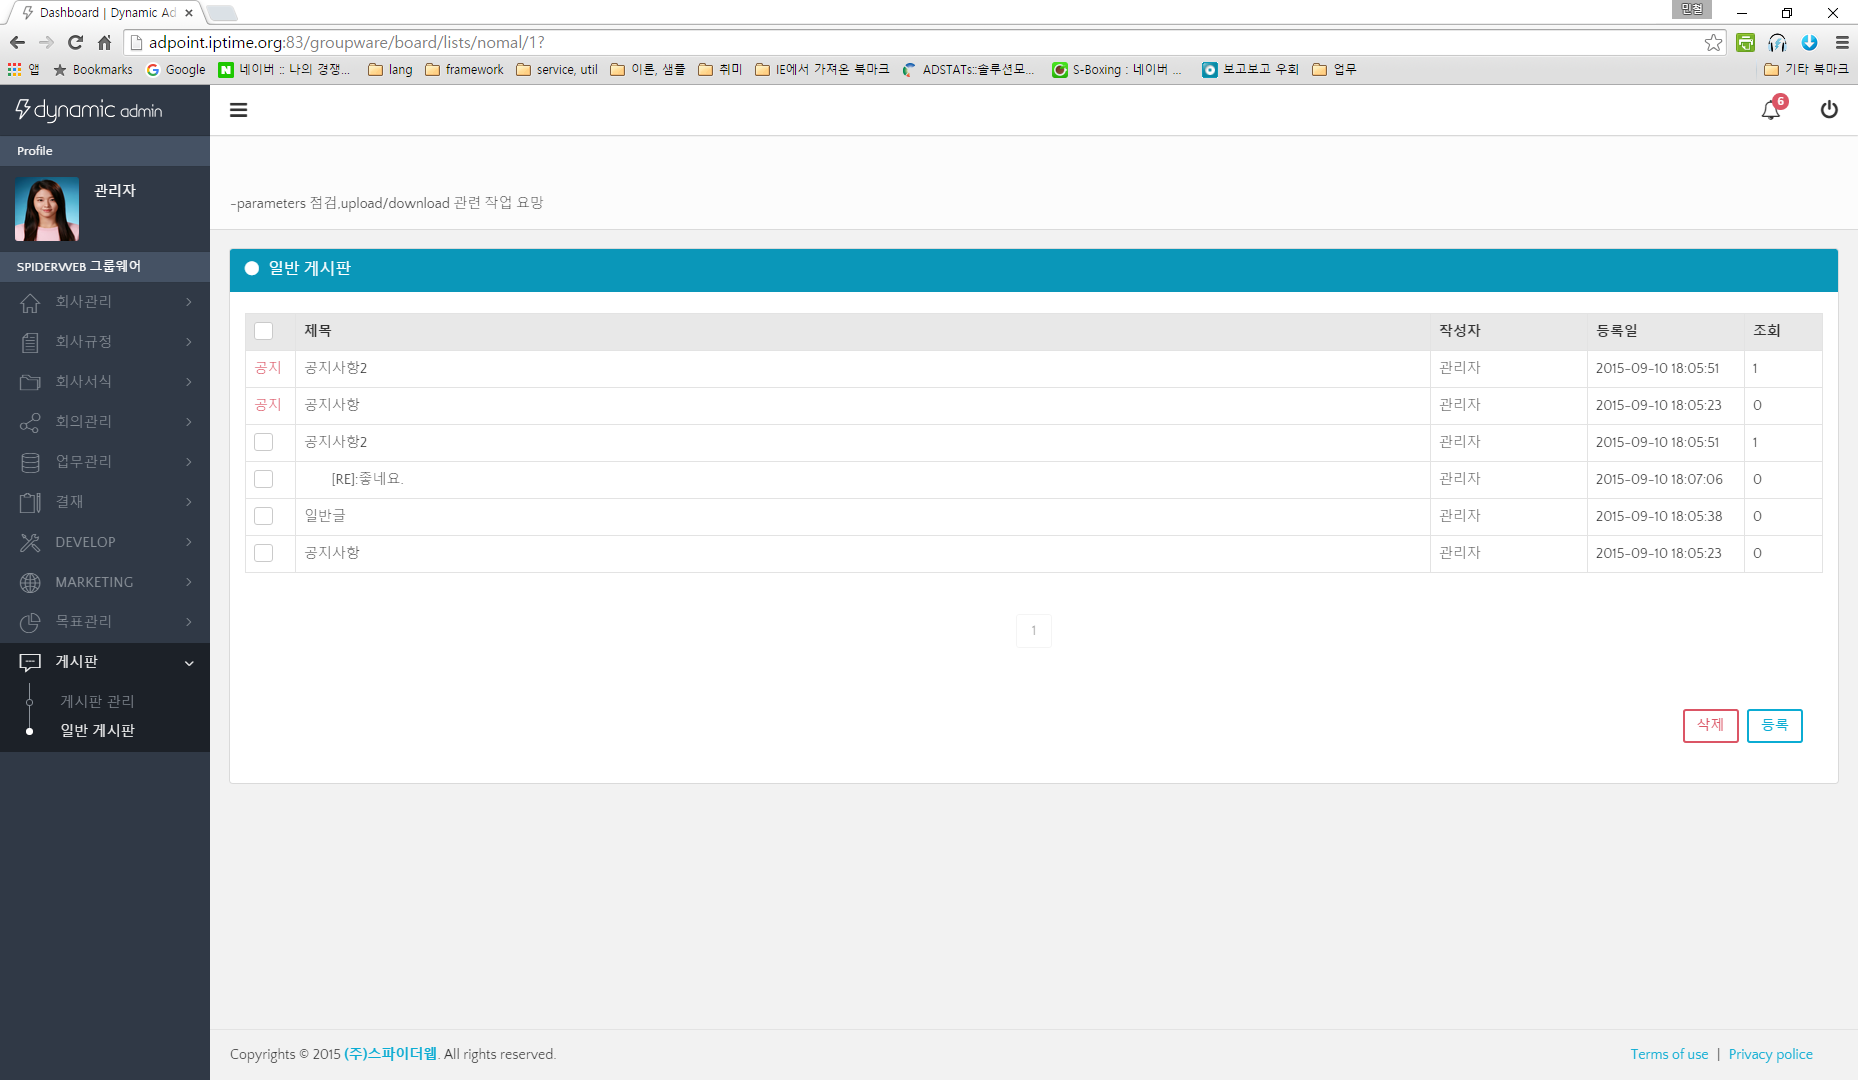 Dashboard | Dynamic Ad
민철
adpoint.iptime.org:83/groupware/board/lists/nomal/1?
앱 Bookmarks Google 네이버 :: 나의 경쟁... lang framework service, util 이론, 샘플 취미 IE에서 가져온 북마크 ADSTATs::솔루션모... S-Boxing : 네이버 ... 보고보고 우회 업무 기타 북마크
dynamic admin
6
Profile
관리자
-parameters 점검,upload/download 관련 작업 요망
SPIDERWEB 그룹웨어
회사관리
회사규정
회사서식
회의관리
업무관리
결재
DEVELOP
MARKETING
목표관리
게시판
게시판 관리
일반 게시판
일반 게시판
제목 작성자 등록일 조회
공지 공지사항2 관리자 2015-09-10 18:05:51 1
공지 공지사항 관리자 2015-09-10 18:05:23 0
공지사항2 관리자 2015-09-10 18:05:51 1
[RE]:좋네요. 관리자 2015-09-10 18:07:06 0
일반글 관리자 2015-09-10 18:05:38 0
공지사항 관리자 2015-09-10 18:05:23 0
1
삭제 등록
Copyrights © 2015 (주)스파이더웹. All rights reserved.
Terms of use | Privacy police